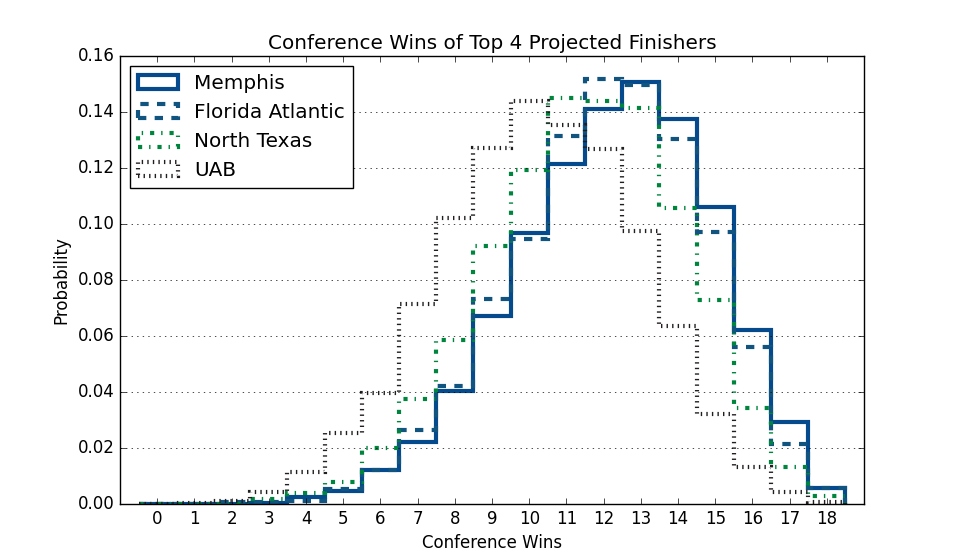 Conference Wins of Top 4 Projected Finishers
0.16
0.14
0.12
0.10
0.08
0.06
0.04
0.02
0.00
Probability
Memphis
Florida Atlantic
North Texas
UAB
0 1 2 3 4 5 6 7 8 9 10 11 12 13 14 15 16 17 18
Conference Wins